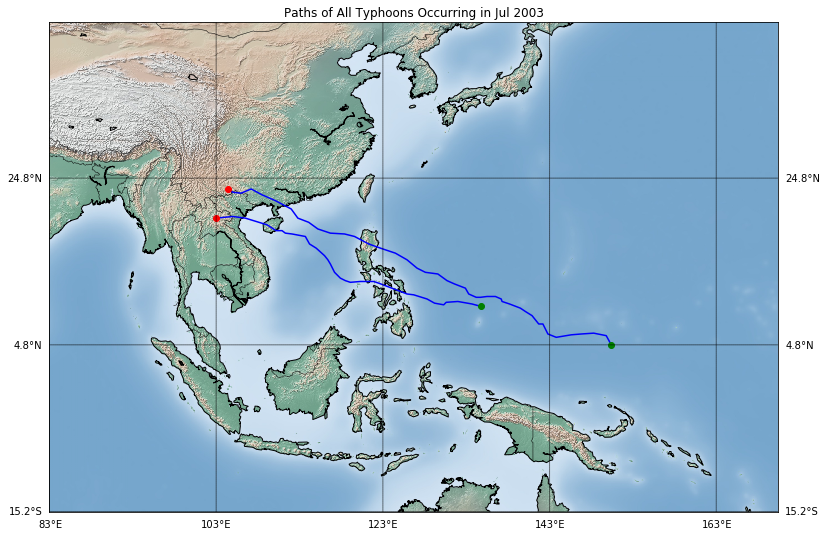 Paths of All Typhoons Occurring in Jul 2003
24.8°N 24.8°N
4.8°N 4.8°N
15.2°S 15.2°S
83°E 103°E 123°E 143°E 163°E